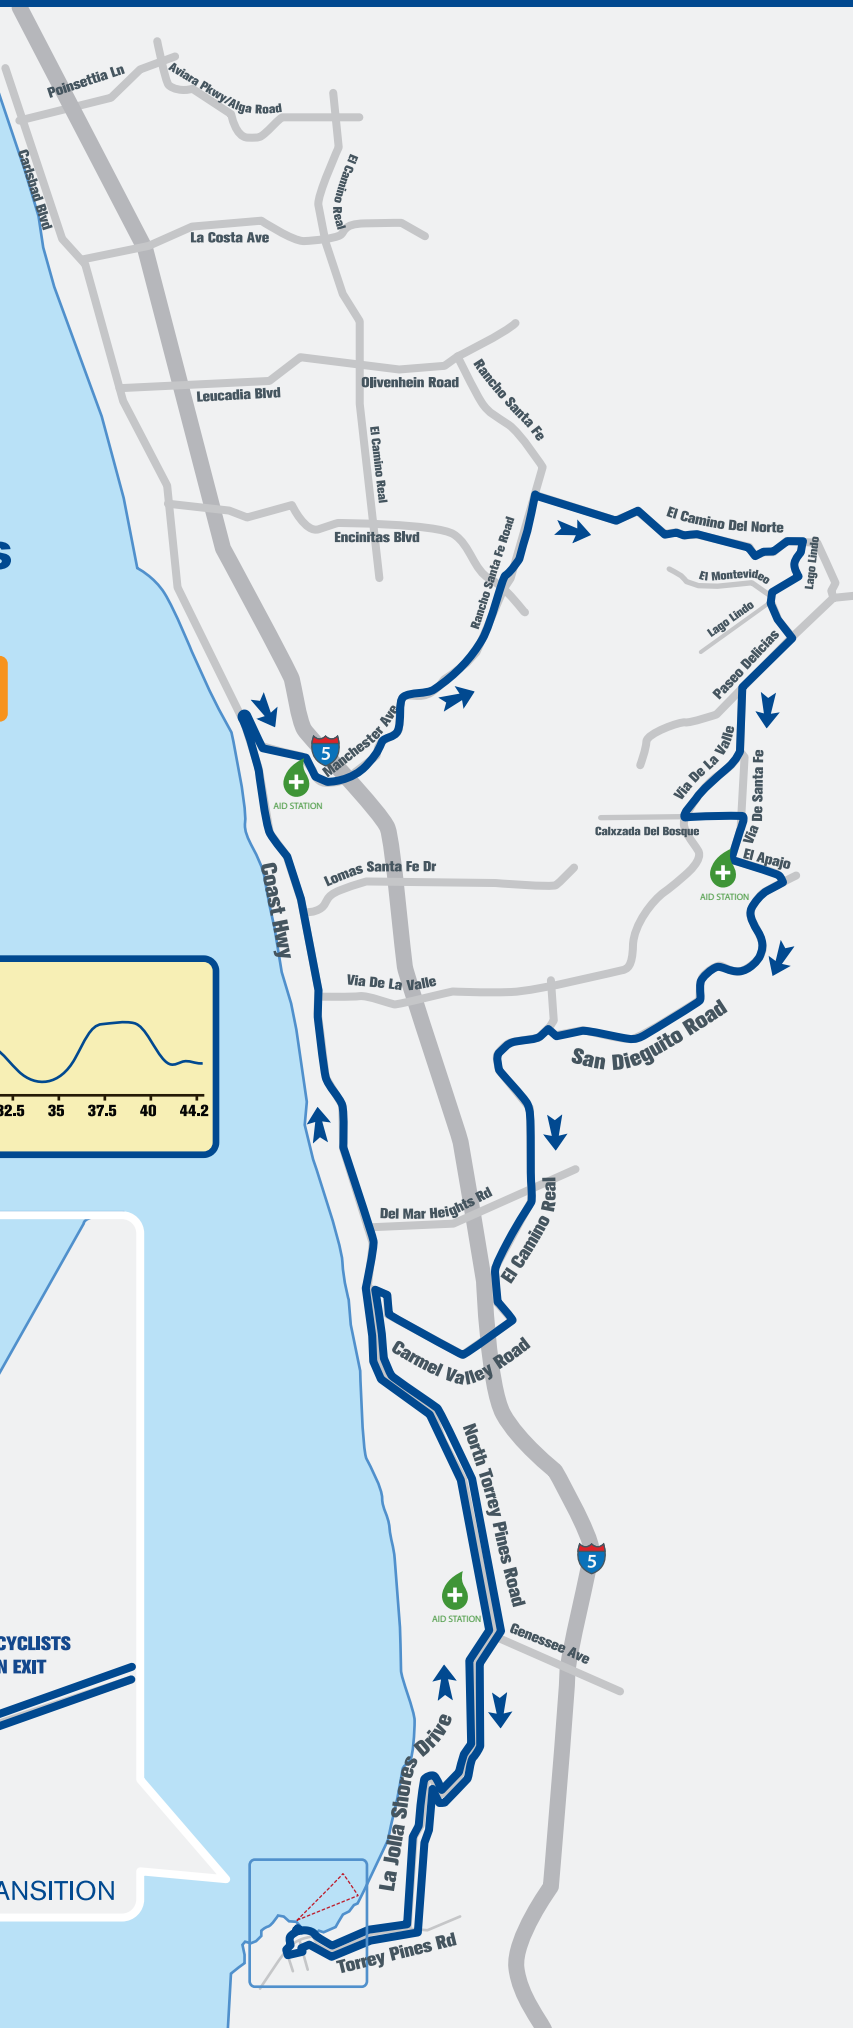 Poinsettia Ln
Aviara Pkwy/Alga Road
Carlsbad Blvd
El Camino Real
La Costa Ave
Leucadia Blvd
Olivenhein Road
Rancho Santa Fe
El Camino Real
Encinitas Blvd
Rancho Santa Fe Road
El Camino Del Norte
S
Lago Lindo
El Montevideo
Lago Lindo
Paseo Delicias
5
Manchester Ave
AID STATION
Via De La Valle
Via De Santa Fe
Calxzada Del Bosque
El Apajo
AID STATION
Lomas Santa Fe Dr
Coast Hwy
Via De La Valle
San Dieguito Road
32.5 35 37.5 40 44.2
Del Mar Heights Rd
El Camino Real
Carmel Valley Road
North Torrey Pines Road
5
AID STATION
Genessee Ave
CYCLISTS
N EXIT
La Jolla Shores Drive
ANSITION
Torrey Pines Rd